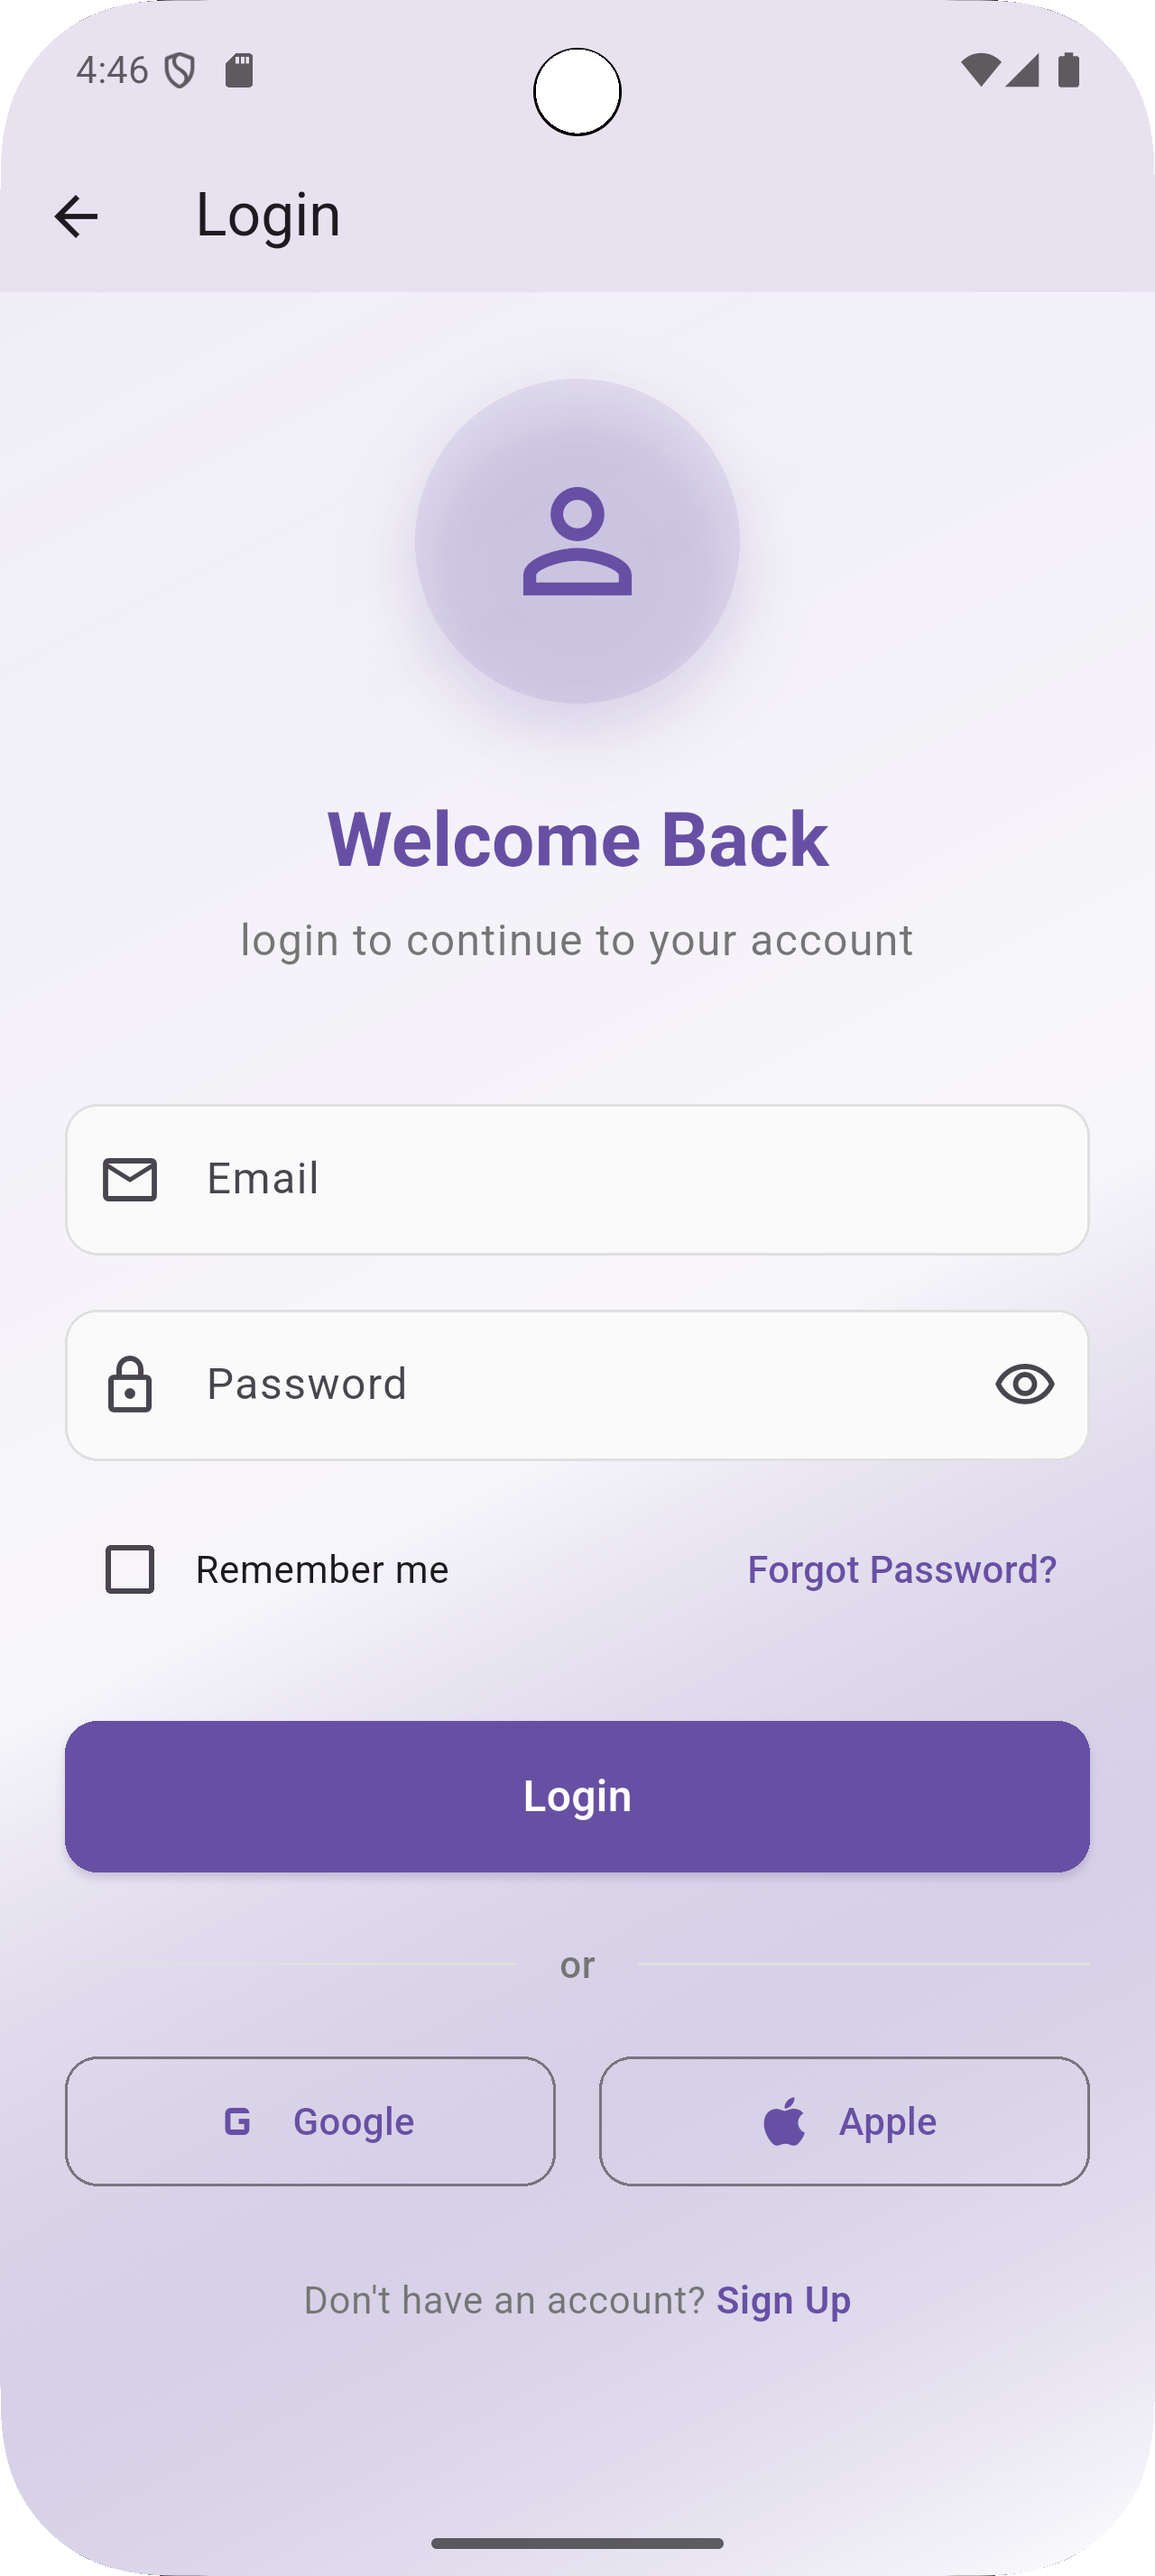 4:46
Login
Welcome Back
login to continue to your account
Email
Password
Remember me Forgot Password?
Login
or
G Google Apple
Don't have an account? Sign Up